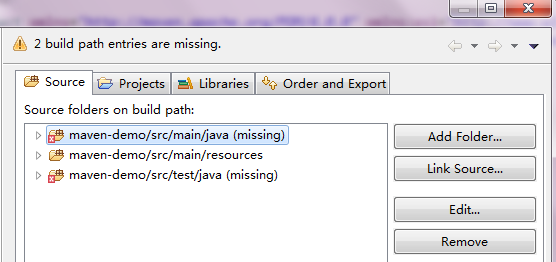 2 build path entries are missing.
Source
Projects
Libraries
Order and Export
Source folders on build path:
maven-demo/src/main/java (missing)
maven-demo/src/main/resources
maven-demo/src/test/java (missing)
Add Folder...
Link Source...
Edit...
Remove